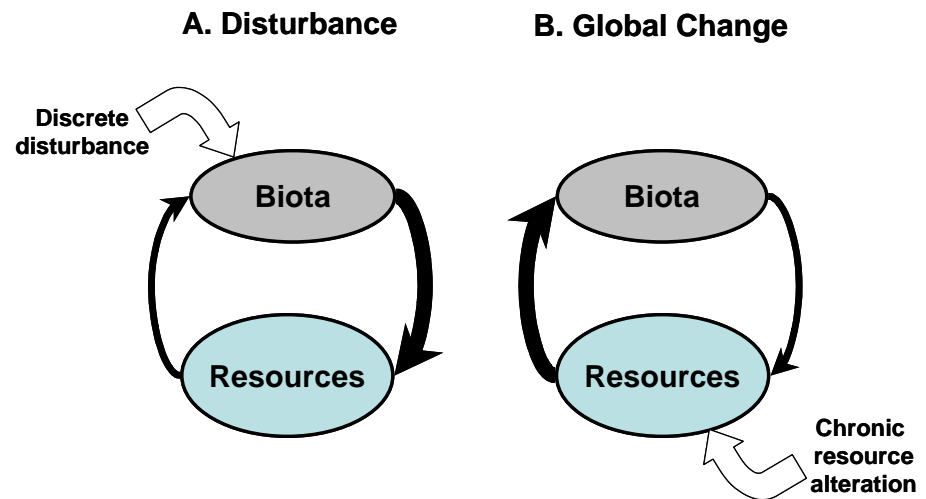 A. Disturbance
B. Global Change
Discrete
disturbance
Biota
Resources
Biota
Resources
Chronic
resource
alteration